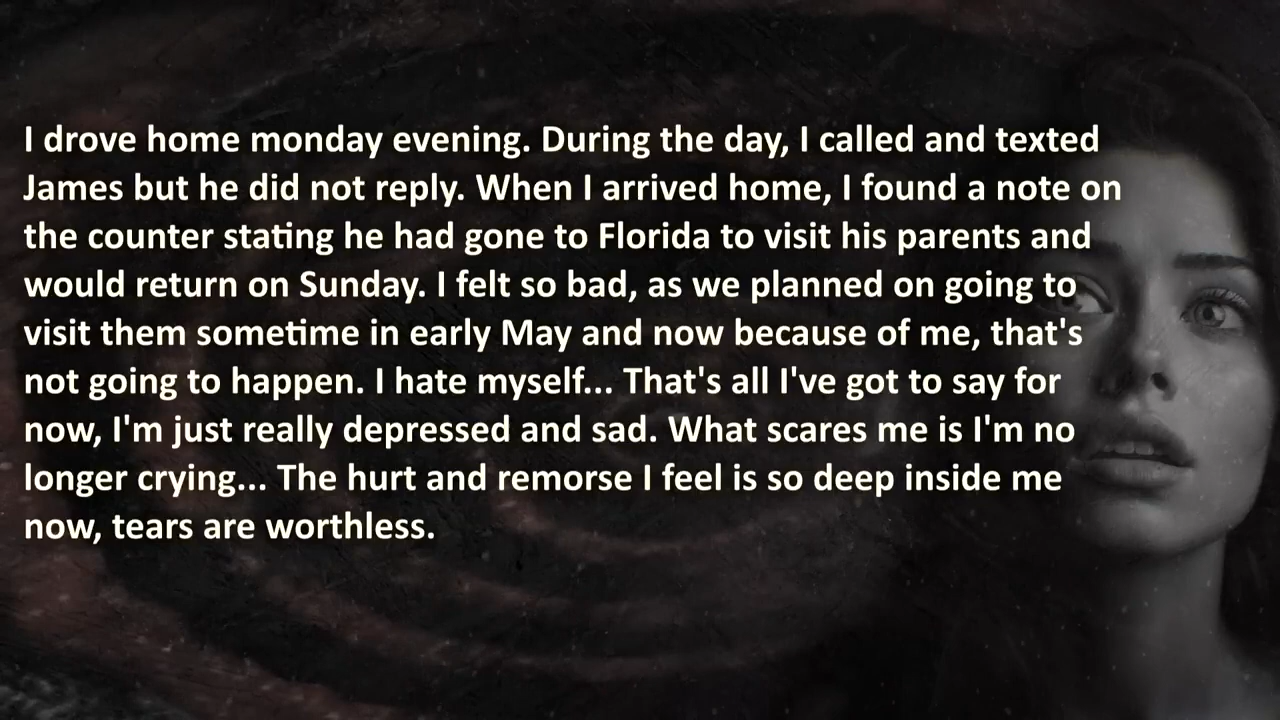 I drove home monday evening. During the day, I called and texted
James but he did not reply. When I arrived home, I found a note on
the counter stating he had gone to Florida to visit his parents and
would return on Sunday. I felt so bad, as we planned on going to
visit them sometime in early May and now because of me, that's
not going to happen. I hate myself... That's all I've got to say for
now, I'm just really depressed and sad. What scares me is I'm no
longer crying... The hurt and remorse I feel is so deep inside me
now, tears are worthless.